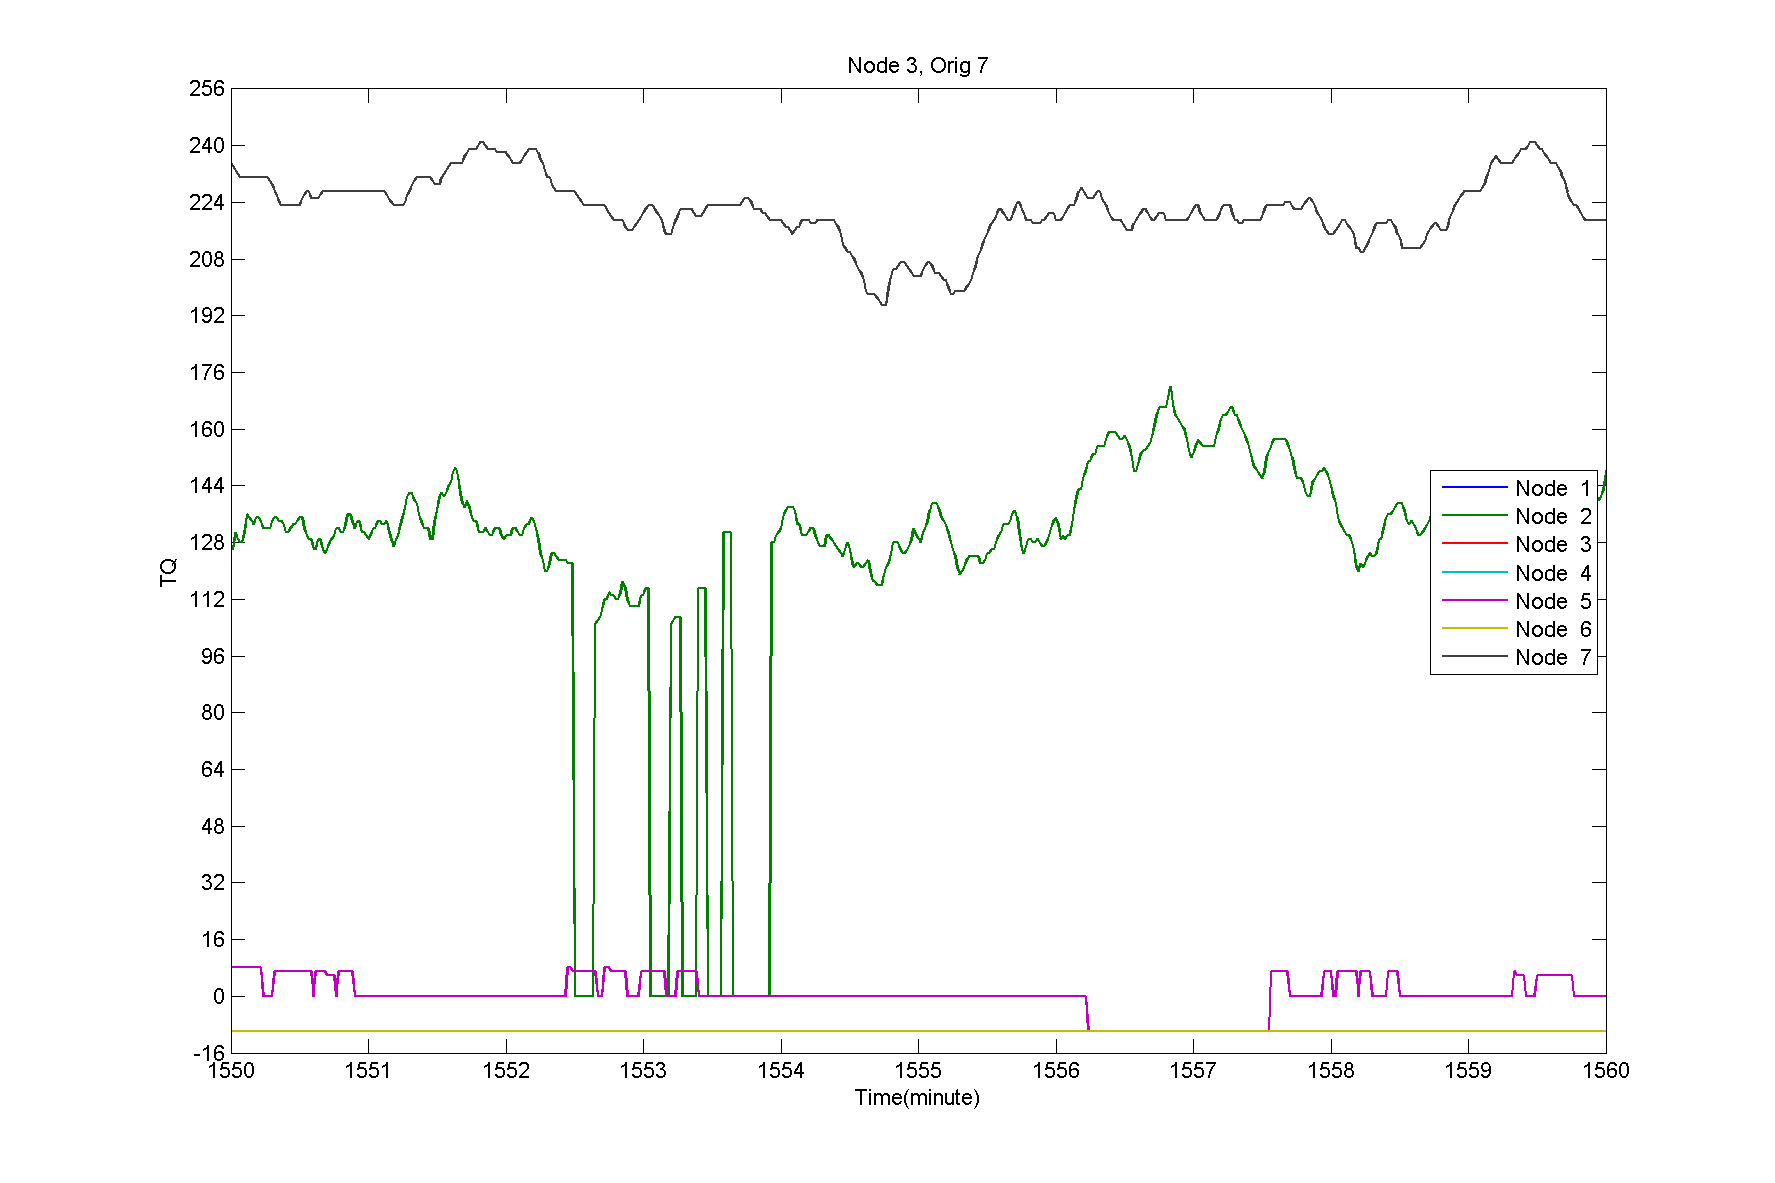 Node 3, Orig 7
256
240
224
208
192
176
160
144
128
112
96
80
64
48
32
16
0
-16
TQ
Node 1
Node 2
Node 3
Node 4
Node 5
Node 6
Node 7
1550 1551 1552 1553 1554 1555 1556 1557 1558 1559 1560
Time(minute)